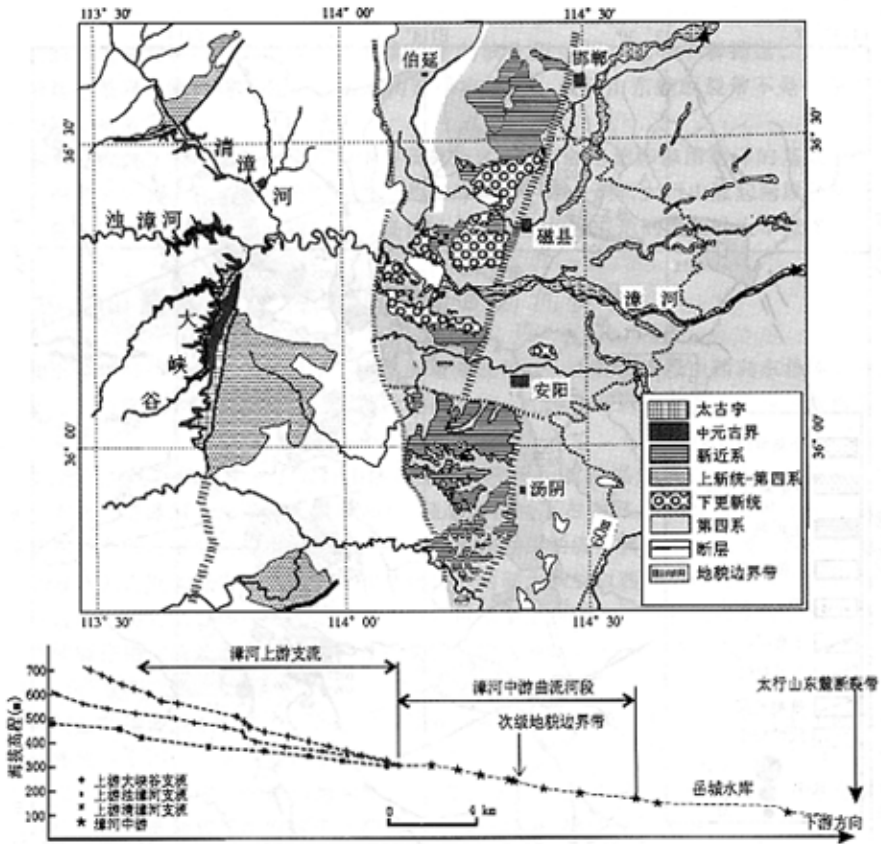 113° 30′
114° 00′
114° 30′
伯延
邯郸
36° 30′
36° 30′
清
漳
河
浊漳河
磁县
漳河
大
峡
谷
安阳
36° 00′
36° 00′
汤阴
60m
太古宇
中元古界
新近系
上新统-第四系
下更新统
第四系
断层
地貌边界带
113° 30′
114° 00′
114° 30′
漳河上游支流
漳河中游曲流河段
次级地貌边界带
太行山东麓断裂带
海拔高程(m)
700
600
500
400
300
200
100
上游大峡谷支流
上游浊漳河支流
上游清漳河支流
漳河中游
0
4 km
岳城水库
下游方向